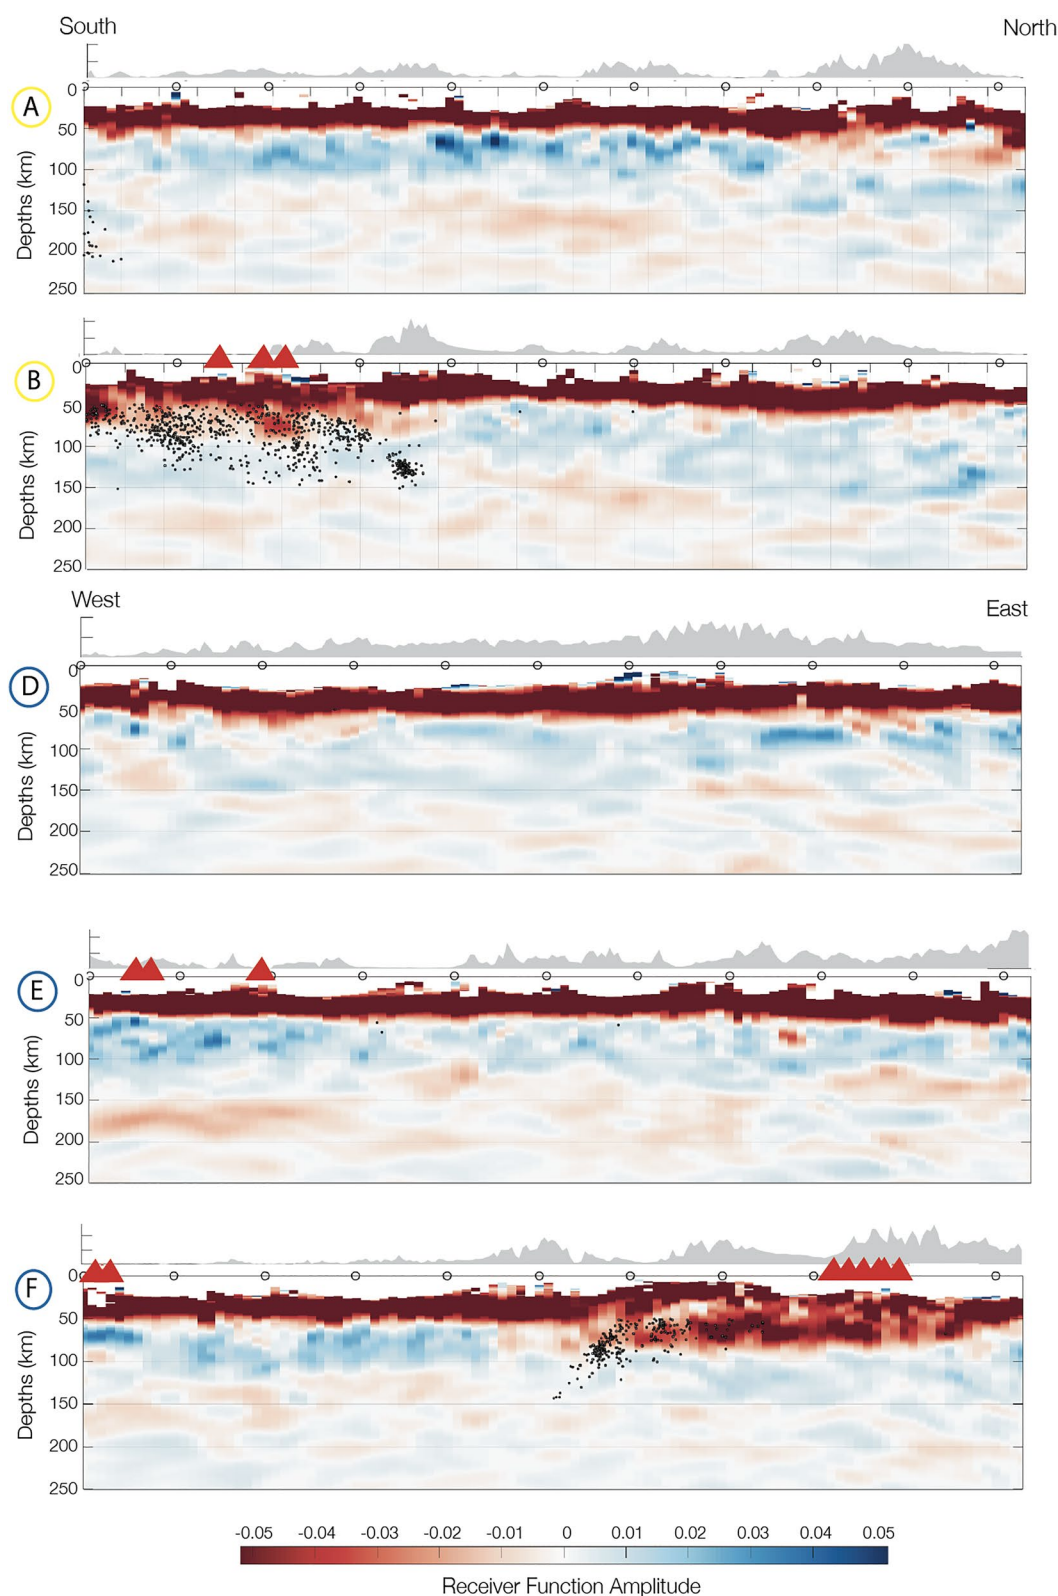 South
North
A
0
50
100
150
200
250
Depths (km)
B
0
50
100
150
200
250
Depths (km)
West
East
D
0
50
100
150
200
250
Depths (km)
E
0
50
100
150
200
250
Depths (km)
F
0
50
100
150
200
250
Depths (km)
-0.05 -0.04 -0.03 -0.02 -0.01 0 0.01 0.02 0.03 0.04 0.05
Receiver Function Amplitude